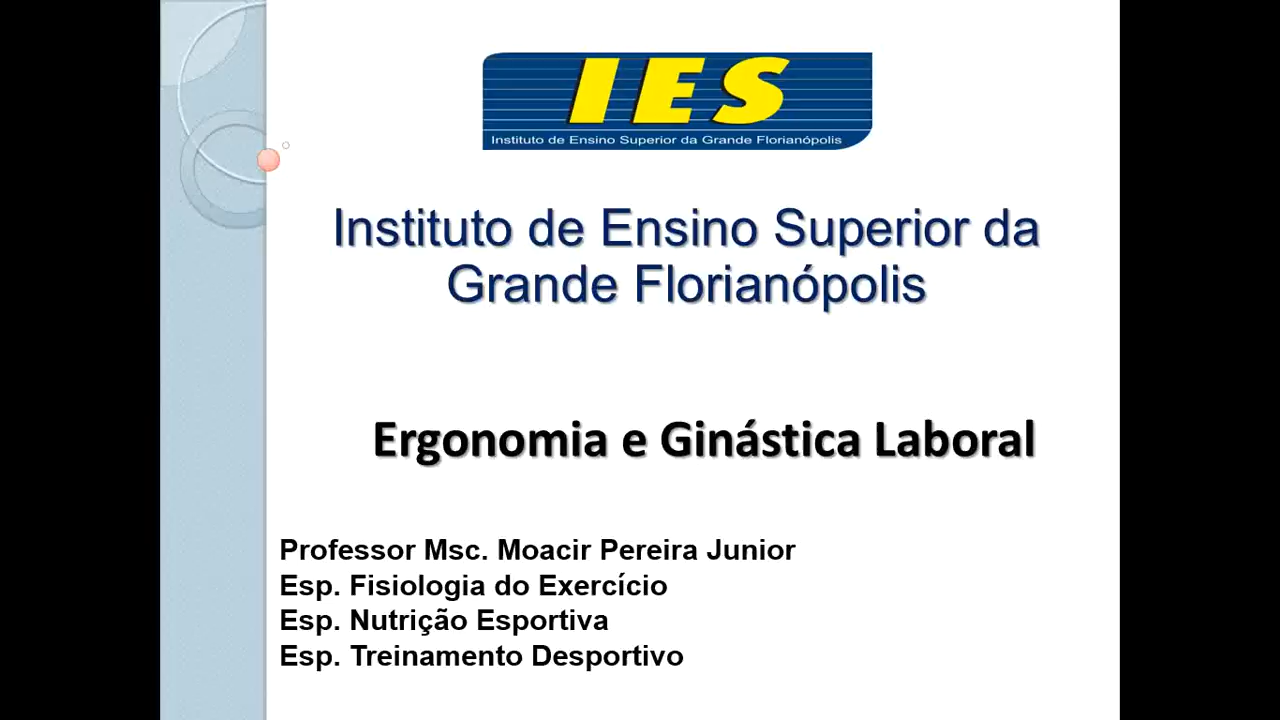 IES
Instituto de Ensino Superior da Grande Florianópolis
Instituto de Ensino Superior da
Grande Florianópolis
Ergonomia e Ginástica Laboral
Professor Msc. Moacir Pereira Junior
Esp. Fisiologia do Exercício
Esp. Nutrição Esportiva
Esp. Treinamento Desportivo